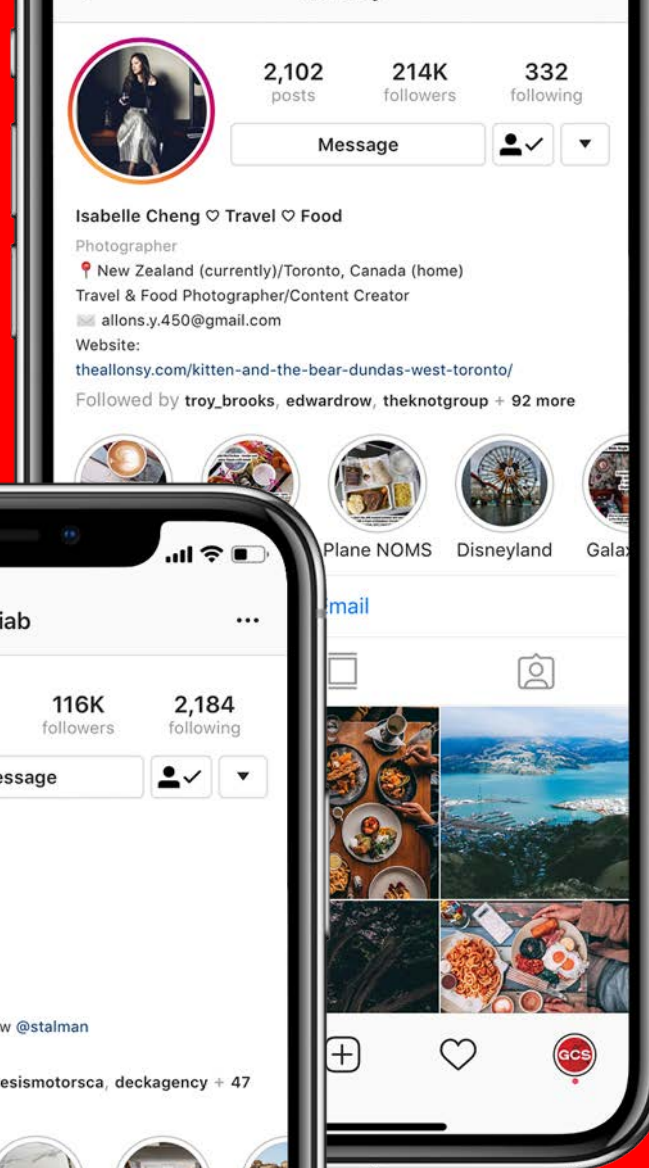 2,102 214K 332
posts followers following
Message
Isabelle Cheng ♡ Travel ♡ Food
Photographer
📍 New Zealand (currently)/Toronto, Canada (home)
Travel & Food Photographer/Content Creator
✉️ allons.y.450@gmail.com
Website:
theallonsy.com/kitten-and-the-bear-dundas-west-toronto/
Followed by troy_brooks, edwardrow, theknotgroup + 92 more
Plane NOMS Disneyland Galax
mail
GCS
iab
116K 2,184
followers following
essage
w @stalman
esismotorsca, deckagency + 47